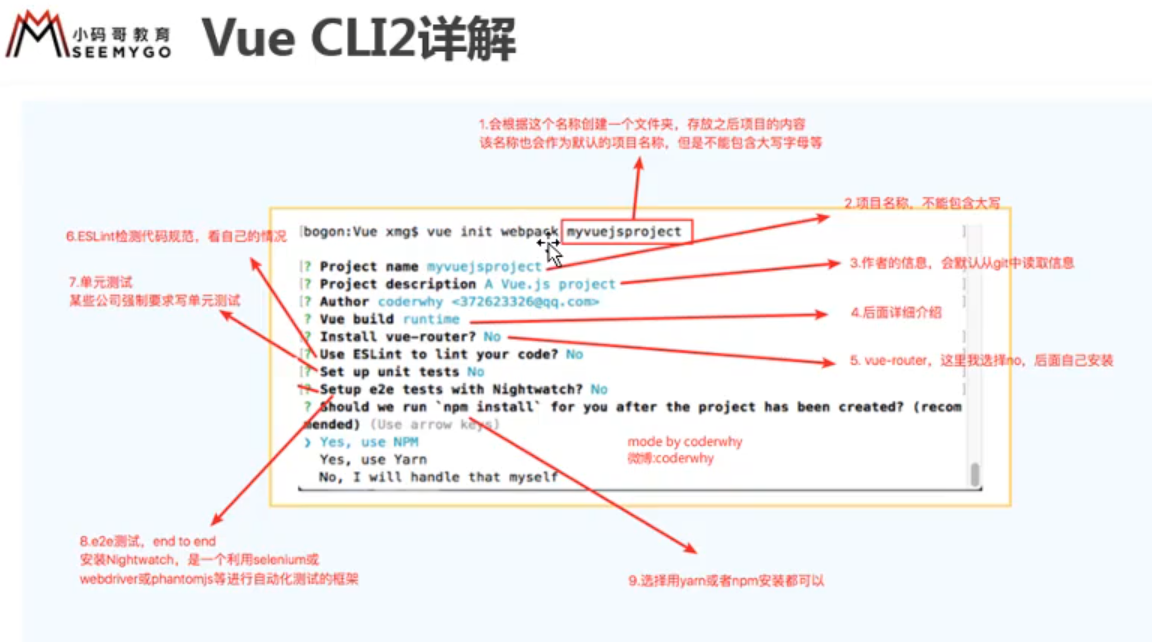 小码哥教育
SEEMYGO
Vue CLI2详解
1.会根据这个名称创建一个文件夹，存放之后项目的内容
该名称也会作为默认的项目名称，但是不能包含大写字母等
2.项目名称，不能包含大写
6.ESLint检测代码规范，看自己的情况
[bogon:Vue xmg$ vue init webpack myvuejsproject ]
7.单元测试
某些公司强制要求写单元测试
3.作者的信息，会默认从git中读取信息
[? Project name myvuejsproject ]
[? Project description A Vue.js project ]
[? Author coderwhy <372623326@qq.com> ]
? Vue build runtime
4.后面详细介绍
[? Install vue-router? No ]
[? Use ESLint to lint your code? No ]
5. vue-router，这里我选择no，后面自己安装
[? Set up unit tests No ]
[? Setup e2e tests with Nightwatch? No ]
? Should we run `npm install` for you after the project has been created? (recom
mended) (Use arrow keys)
❯ Yes, use NPM
Yes, use Yarn
No, I will handle that myself
mode by coderwhy
微博:coderwhy
8.e2e测试，end to end
安装Nightwatch，是一个利用selenium或
webdriver或phantomjs等进行自动化测试的框架
9.选择用yarn或者npm安装都可以